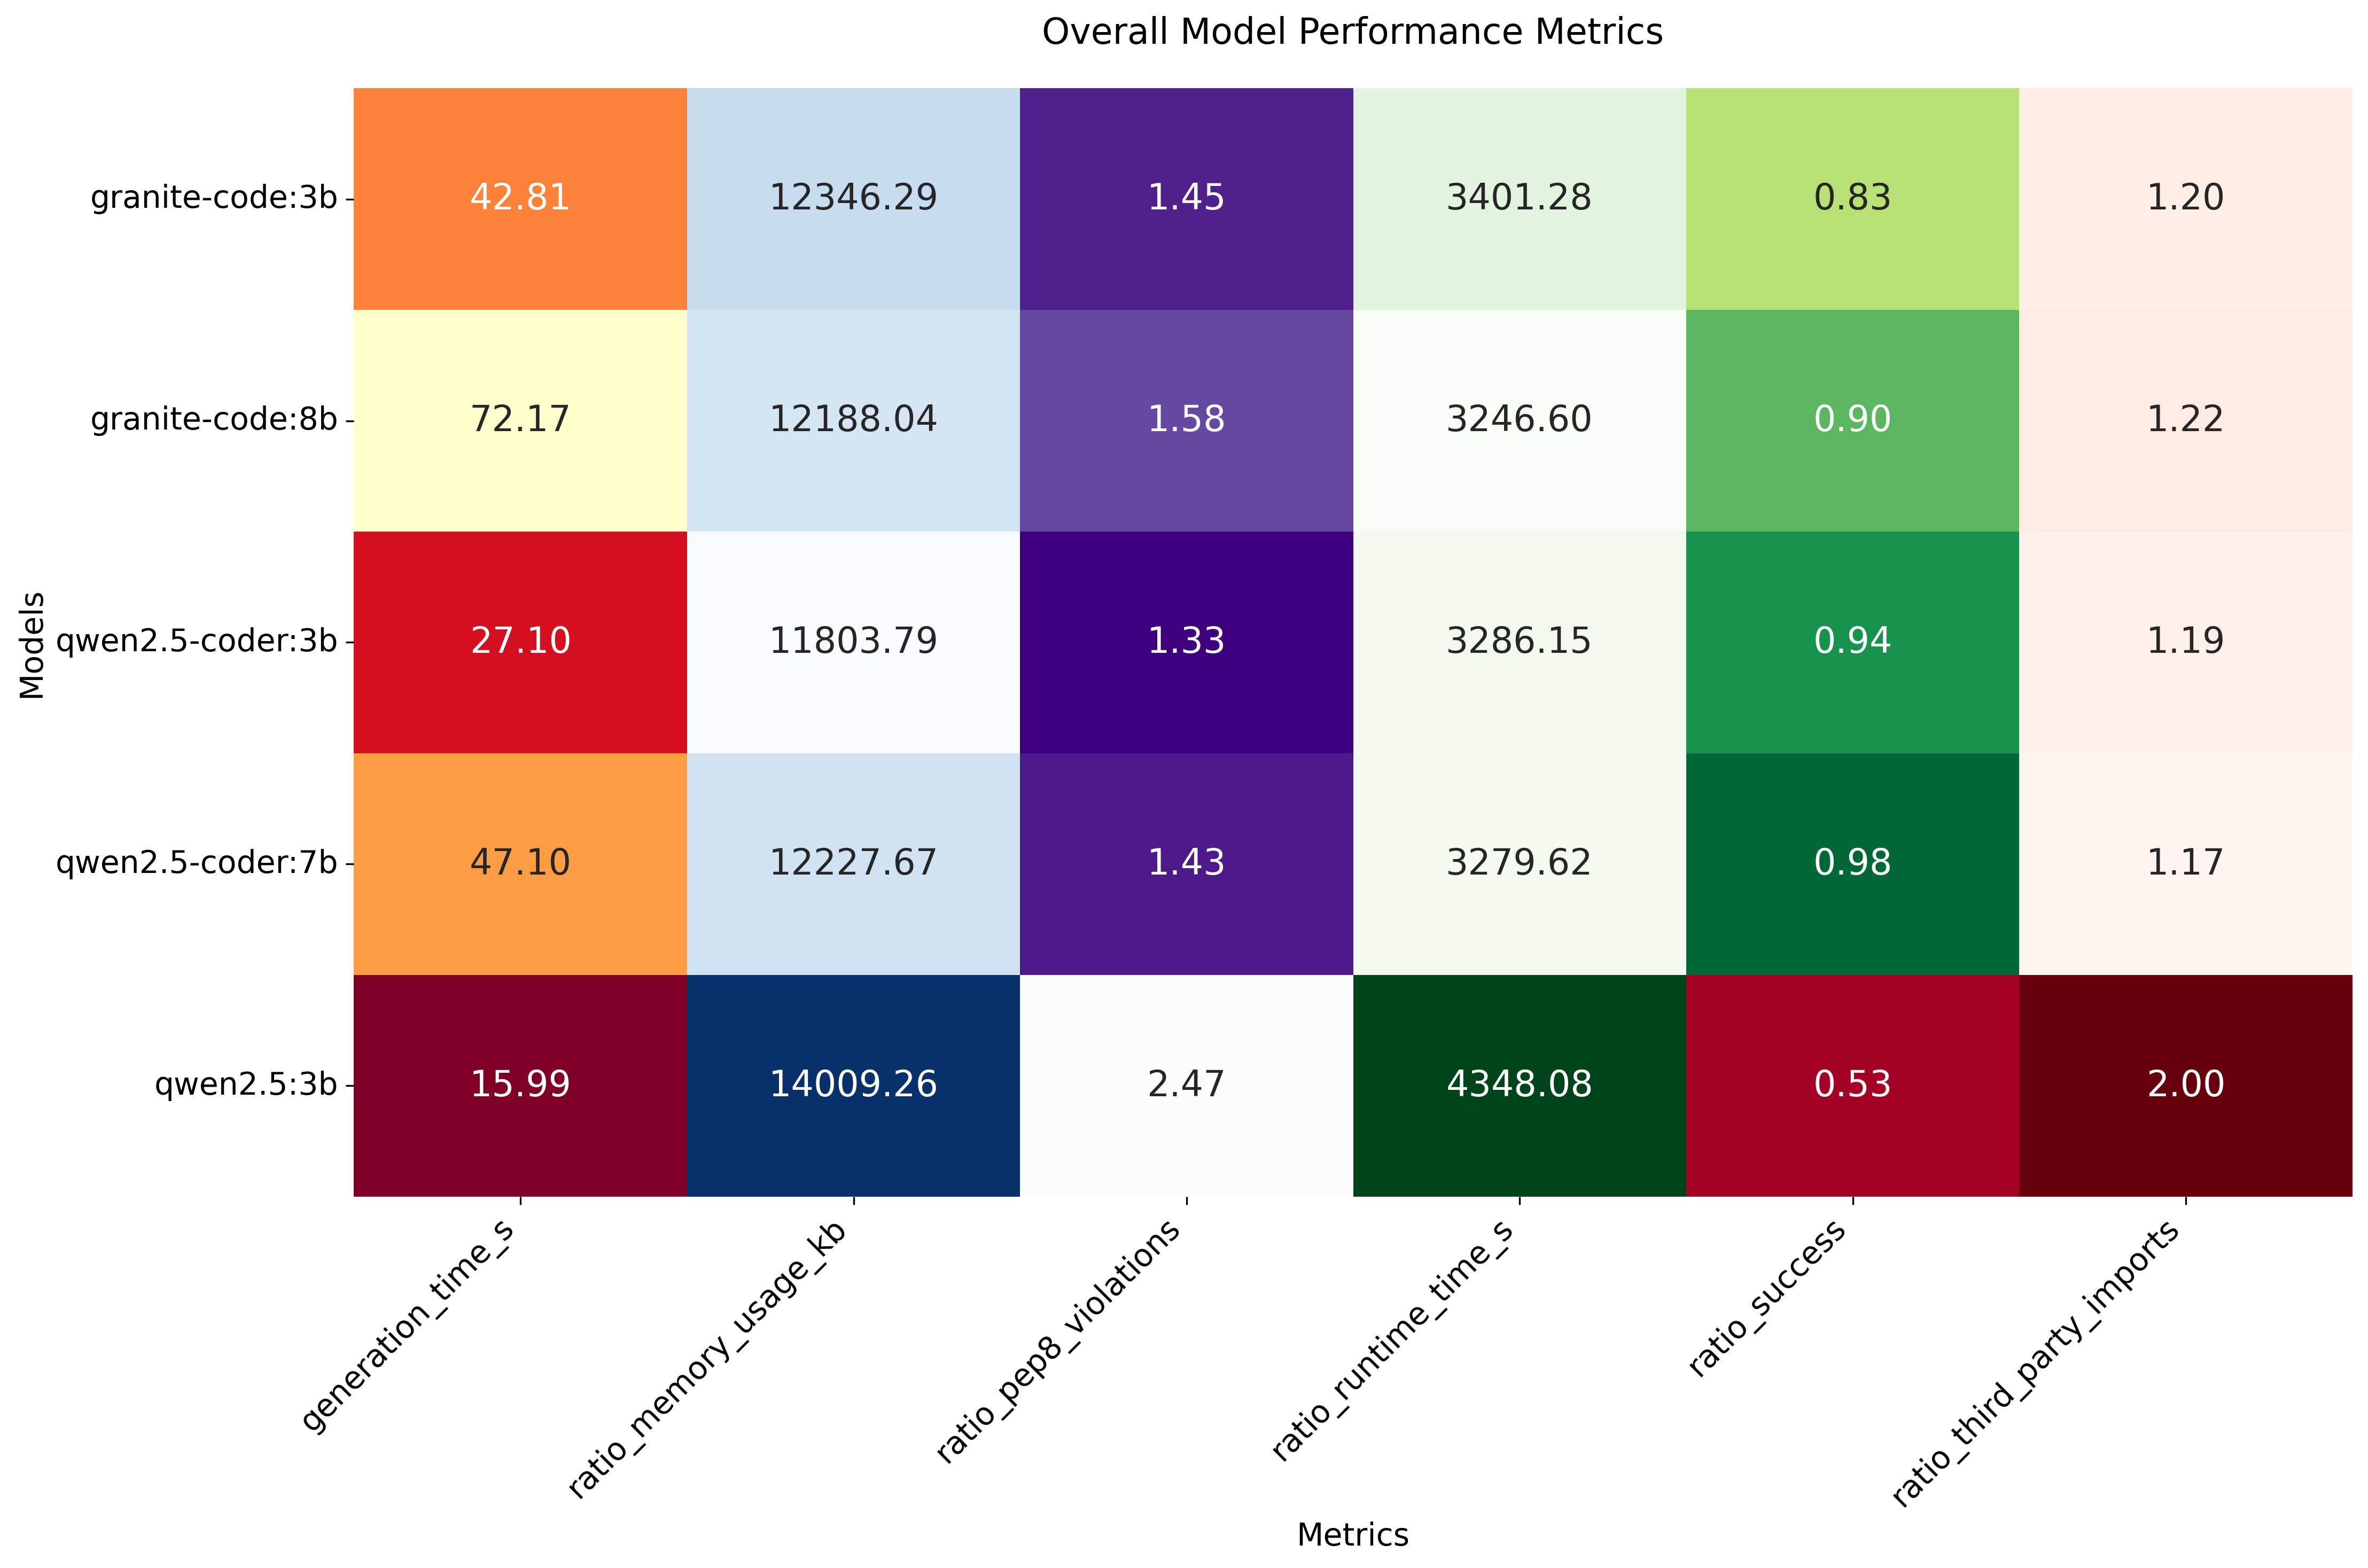 Overall Model Performance Metrics
Models
granite-code:3b 42.81 12346.29 1.45 3401.28 0.83 1.20
granite-code:8b 72.17 12188.04 1.58 3246.60 0.90 1.22
qwen2.5-coder:3b 27.10 11803.79 1.33 3286.15 0.94 1.19
qwen2.5-coder:7b 47.10 12227.67 1.43 3279.62 0.98 1.17
qwen2.5:3b 15.99 14009.26 2.47 4348.08 0.53 2.00
generation_time_s
ratio_memory_usage_kb
ratio_pep8_violations
ratio_runtime_time_s
ratio_success
ratio_third_party_imports
Metrics